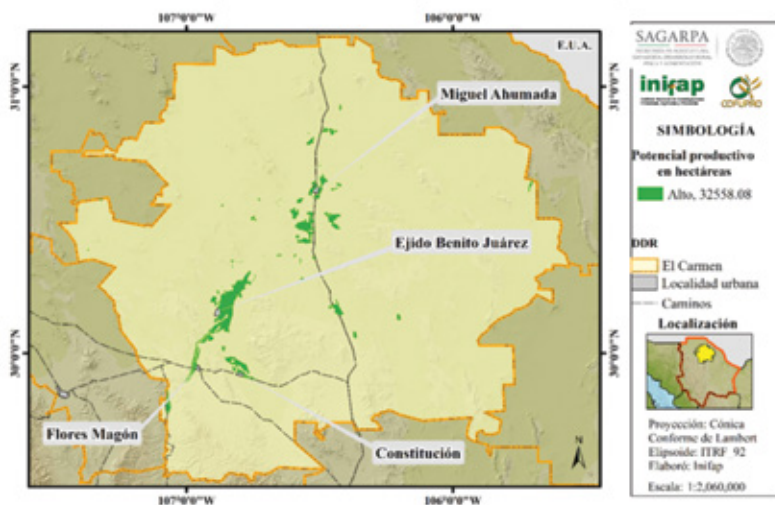 107°0'0"W
106°0'0"W
E.U.A.
31°0'0"N
31°0'0"N
Miguel Ahumada
Ejido Benito Juárez
30°0'0"N
30°0'0"N
Flores Magón
Constitución
N
107°0'0"W
106°0'0"W
SAGARPA
inifap
COFUPRO
SIMBOLOGÍA
Potencial productivo
en hectáreas
Alto, 32558.08
DDR
El Carmen
Localidad urbana
Caminos
Localización
Proyección: Cónica
Conforme de Lambert
Elipsoide: ITRF_92
Elaboró: Inifap
Escala: 1:2,060,000